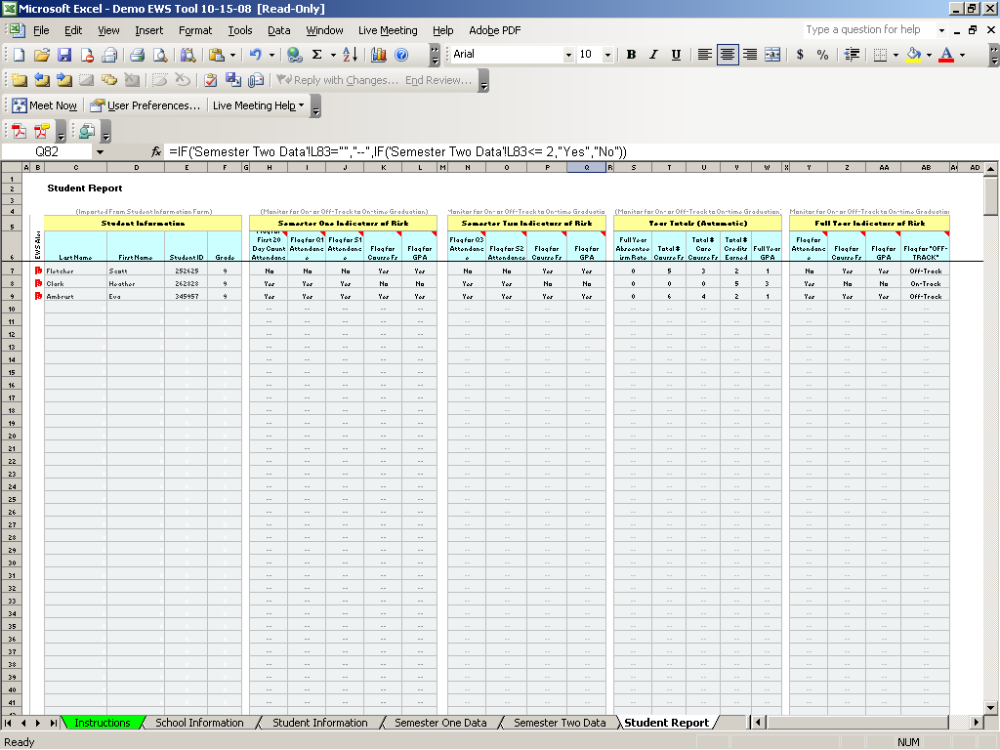 Microsoft Excel - Demo EWS Tool 10-15-08 [Read-Only]
File Edit View Insert Format Tools Data Window Live Meeting Help Adobe PDF Type a question for help
Arial 10 B I U $ %
Reply with Changes... End Review...
Meet Now User Preferences... Live Meeting Help
Q82 fx =IF('Semester Two Data'!L83="","--",IF('Semester Two Data'!L83<= 2,"Yes","No"))
A B C D E F G H I J K L M N O P Q R S T U V W X Y Z AA AB AC AD
1
2 Student Report
3
4 (Imported From Student Information Form) (Monitor for On- or Off-Track to On-time Graduation) Monitor for On- or Off-Track to On-time Graduatio (Monitor for On- or Off-Track to On-time Graduation) Monitor for On- or Off-Track to On-time Graduatio
5 Student Information Semester One Indicators of Risk Semester Two Indicators of Risk Year Totals (Automatic) Full Year Indicators of Risk
6 Last Name First Name Student ID Grade First 20 Day Count Attendanc Flag for Q1 Attendanc e Flag for S1 Attendanc e Flag for Course Fs Flag for GPA Flag for Q3 Attendanc e Flag for S2 Attendance Flag for Course Fs Flag for GPA Full Year Absentee ism Rate Total # Course Fs Total # Core Course Fs Total # Credits Earned Full Year GPA Flag for Attendanc e Flag for Course Fs Flag for GPA Flag for "OFF-TRACK"
7 Fletcher Scott 252625 9 No No No Yes Yes No No Yes Yes 0 5 3 2 1 No Yes Yes Off-Track
8 Clark Heather 262828 9 Yes Yes Yes No No Yes Yes No No 0 0 0 5 3 Yes No No On-Track
9 Ambrust Eva 345957 9 Yes Yes Yes Yes Yes Yes Yes Yes Yes 0 6 4 2 1 Yes Yes Yes Off-Track
10 -- -- -- -- -- -- -- -- -- -- -- -- -- -- -- -- -- --
11 -- -- -- -- -- -- -- -- -- -- -- -- -- -- -- -- -- --
12 -- -- -- -- -- -- -- -- -- -- -- -- -- -- -- -- -- --
13 -- -- -- -- -- -- -- -- -- -- -- -- -- -- -- -- -- --
14 -- -- -- -- -- -- -- -- -- -- -- -- -- -- -- -- -- --
15 -- -- -- -- -- -- -- -- -- -- -- -- -- -- -- -- -- --
16 -- -- -- -- -- -- -- -- -- -- -- -- -- -- -- -- -- --
17 -- -- -- -- -- -- -- -- -- -- -- -- -- -- -- -- -- --
18 -- -- -- -- -- -- -- -- -- -- -- -- -- -- -- -- -- --
19 -- -- -- -- -- -- -- -- -- -- -- -- -- -- -- -- -- --
20 -- -- -- -- -- -- -- -- -- -- -- -- -- -- -- -- -- --
21 -- -- -- -- -- -- -- -- -- -- -- -- -- -- -- -- -- --
22 -- -- -- -- -- -- -- -- -- -- -- -- -- -- -- -- -- --
23 -- -- -- -- -- -- -- -- -- -- -- -- -- -- -- -- -- --
24 -- -- -- -- -- -- -- -- -- -- -- -- -- -- -- -- -- --
25 -- -- -- -- -- -- -- -- -- -- -- -- -- -- -- -- -- --
26 -- -- -- -- -- -- -- -- -- -- -- -- -- -- -- -- -- --
27 -- -- -- -- -- -- -- -- -- -- -- -- -- -- -- -- -- --
28 -- -- -- -- -- -- -- -- -- -- -- -- -- -- -- -- -- --
29 -- -- -- -- -- -- -- -- -- -- -- -- -- -- -- -- -- --
30 -- -- -- -- -- -- -- -- -- -- -- -- -- -- -- -- -- --
31 -- -- -- -- -- -- -- -- -- -- -- -- -- -- -- -- -- --
32 -- -- -- -- -- -- -- -- -- -- -- -- -- -- -- -- -- --
33 -- -- -- -- -- -- -- -- -- -- -- -- -- -- -- -- -- --
34 -- -- -- -- -- -- -- -- -- -- -- -- -- -- -- -- -- --
35 -- -- -- -- -- -- -- -- -- -- -- -- -- -- -- -- -- --
36 -- -- -- -- -- -- -- -- -- -- -- -- -- -- -- -- -- --
37 -- -- -- -- -- -- -- -- -- -- -- -- -- -- -- -- -- --
38 -- -- -- -- -- -- -- -- -- -- -- -- -- -- -- -- -- --
39 -- -- -- -- -- -- -- -- -- -- -- -- -- -- -- -- -- --
40 -- -- -- -- -- -- -- -- -- -- -- -- -- -- -- -- -- --
41 -- -- -- -- -- -- -- -- -- -- -- -- -- -- -- -- -- --
Instructions School Information Student Information Semester One Data Semester Two Data Student Report
Ready NUM